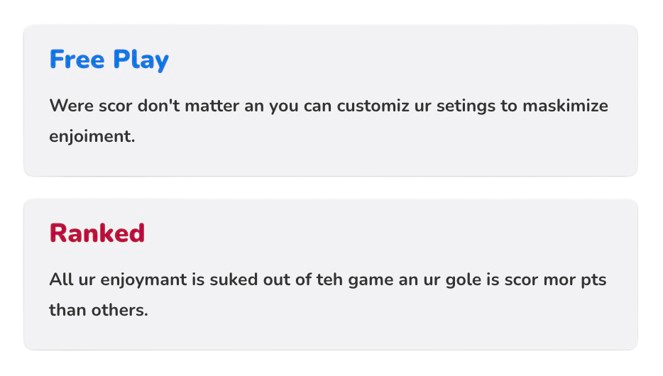 Free Play
Were scor don't matter an you can customiz ur setings to maskimize
enjoiment.
Ranked
All ur enjoymant is suked out of teh game an ur gole is scor mor pts
than others.